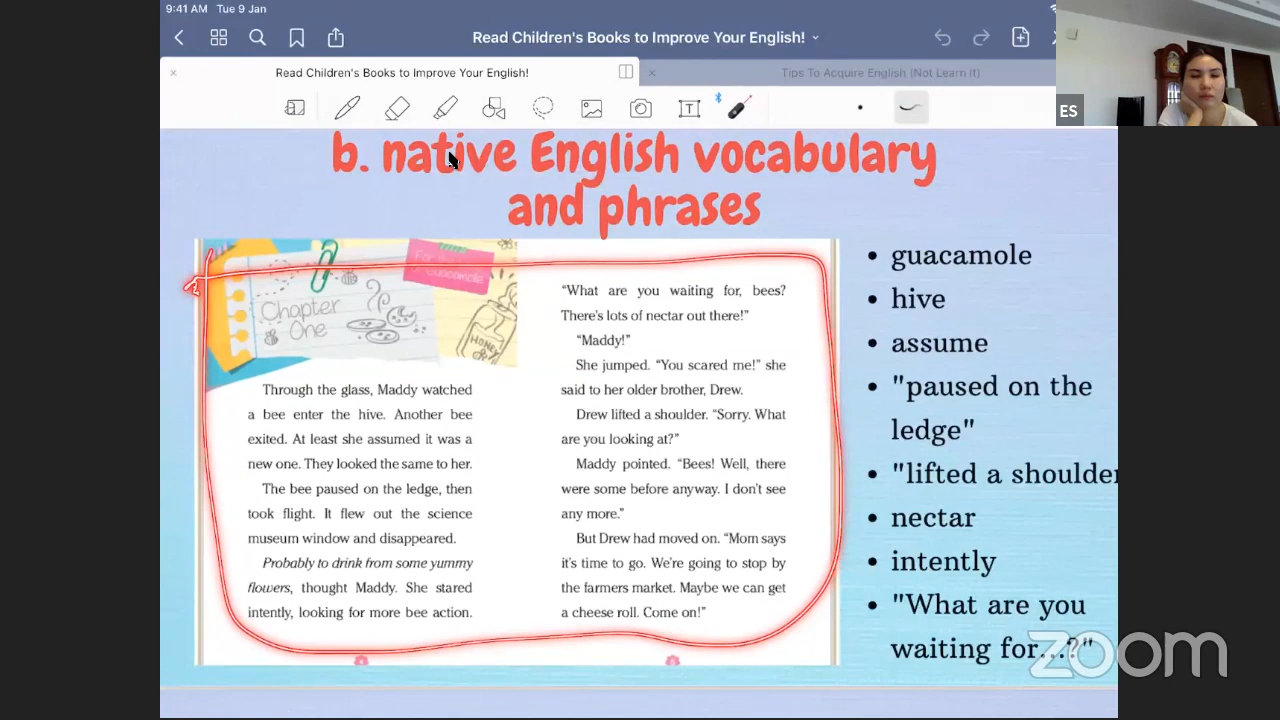 9:41 AM Tue 9 Jan
Read Children's Books to Improve Your English!
Read Children's Books to Improve Your English!
Tips To Acquire English (Not Learn It)
ES
b. native English vocabulary
and phrases
For the
Guacamole
Chapter
One
HONEY
Through the glass, Maddy watched
a bee enter the hive. Another bee
exited. At least she assumed it was a
new one. They looked the same to her.
The bee paused on the ledge, then
took flight. It flew out the science
museum window and disappeared.
Probably to drink from some yummy
flowers, thought Maddy. She stared
intently, looking for more bee action.
“What are you waiting for, bees?
There’s lots of nectar out there!”
“Maddy!”
She jumped. “You scared me!” she
said to her older brother, Drew.
Drew lifted a shoulder. “Sorry. What
are you looking at?”
Maddy pointed. “Bees! Well, there
were some before anyway. I don’t see
any more.”
But Drew had moved on. “Mom says
it’s time to go. We’re going to stop by
the farmers market. Maybe we can get
a cheese roll. Come on!”
• guacamole
• hive
• assume
• "paused on the
ledge"
• "lifted a shoulder
• nectar
• intently
• "What are you
waiting for...?"
zoom